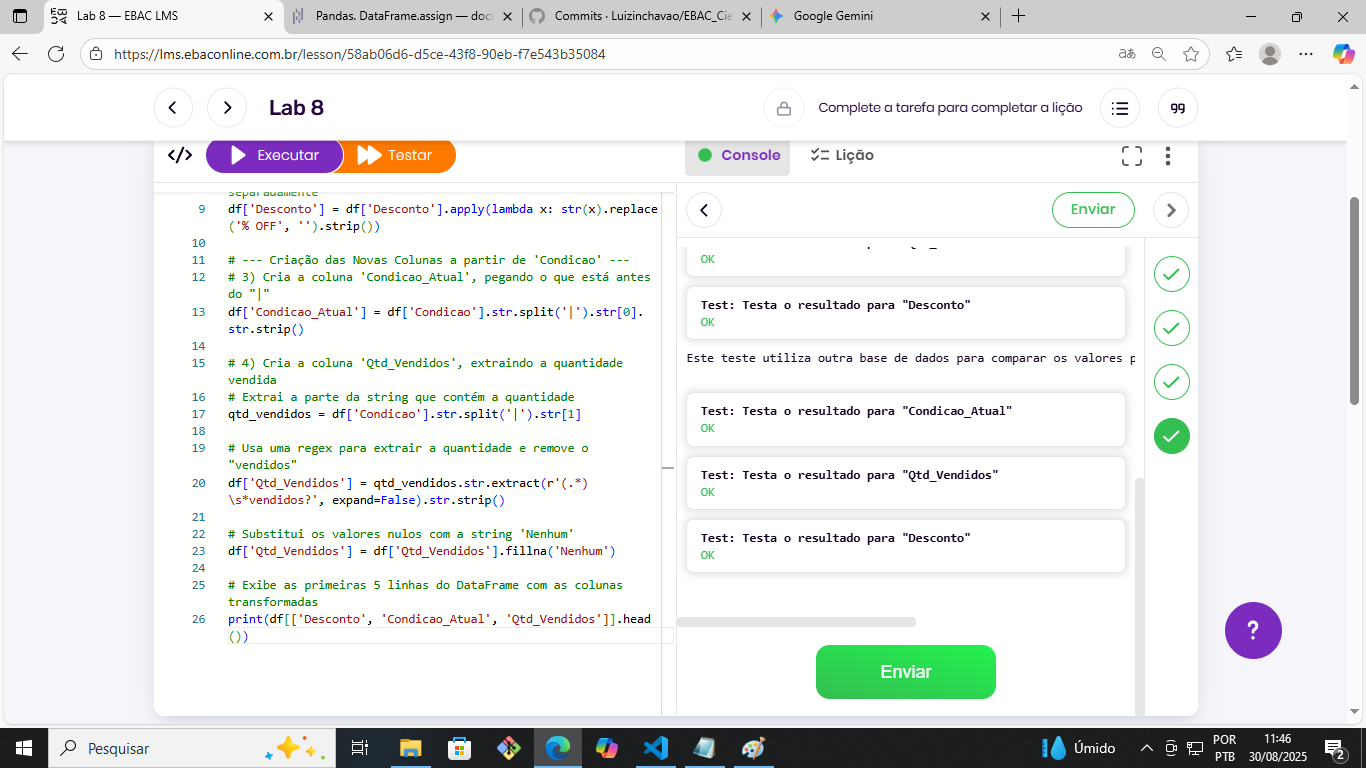 Lab 8 — EBAC LMS
Pandas. DataFrame.assign — doc
Commits · Luizinchavao/EBAC_Cie
Google Gemini
https://lms.ebaconline.com.br/lesson/58ab06d6-d5ce-43f8-90eb-f7e543b35084
Lab 8
Complete a tarefa para completar a lição
Executar
Testar
Console
Lição
Enviar
separadamente
9 df['Desconto'] = df['Desconto'].apply(lambda x: str(x).replace
('% OFF', '').strip())
10
11 # --- Criação das Novas Colunas a partir de 'Condicao' ---
12 # 3) Cria a coluna 'Condicao_Atual', pegando o que está antes
do "|"
13 df['Condicao_Atual'] = df['Condicao'].str.split('|').str[0].
str.strip()
14
15 # 4) Cria a coluna 'Qtd_Vendidos', extraindo a quantidade
vendida
16 # Extrai a parte da string que contém a quantidade
17 qtd_vendidos = df['Condicao'].str.split('|').str[1]
18
19 # Usa uma regex para extrair a quantidade e remove o
"vendidos"
20 df['Qtd_Vendidos'] = qtd_vendidos.str.extract(r'(.*)
\s*vendidos?', expand=False).str.strip()
21
22 # Substitui os valores nulos com a string 'Nenhum'
23 df['Qtd_Vendidos'] = df['Qtd_Vendidos'].fillna('Nenhum')
24
25 # Exibe as primeiras 5 linhas do DataFrame com as colunas
transformadas
26 print(df[['Desconto', 'Condicao_Atual', 'Qtd_Vendidos']].head
())
OK
Test: Testa o resultado para "Desconto"
OK
Este teste utiliza outra base de dados para comparar os valores p
Test: Testa o resultado para "Condicao_Atual"
OK
Test: Testa o resultado para "Qtd_Vendidos"
OK
Test: Testa o resultado para "Desconto"
OK
Enviar
?
Pesquisar
Úmido
POR
PTB
11:46
30/08/2025
2